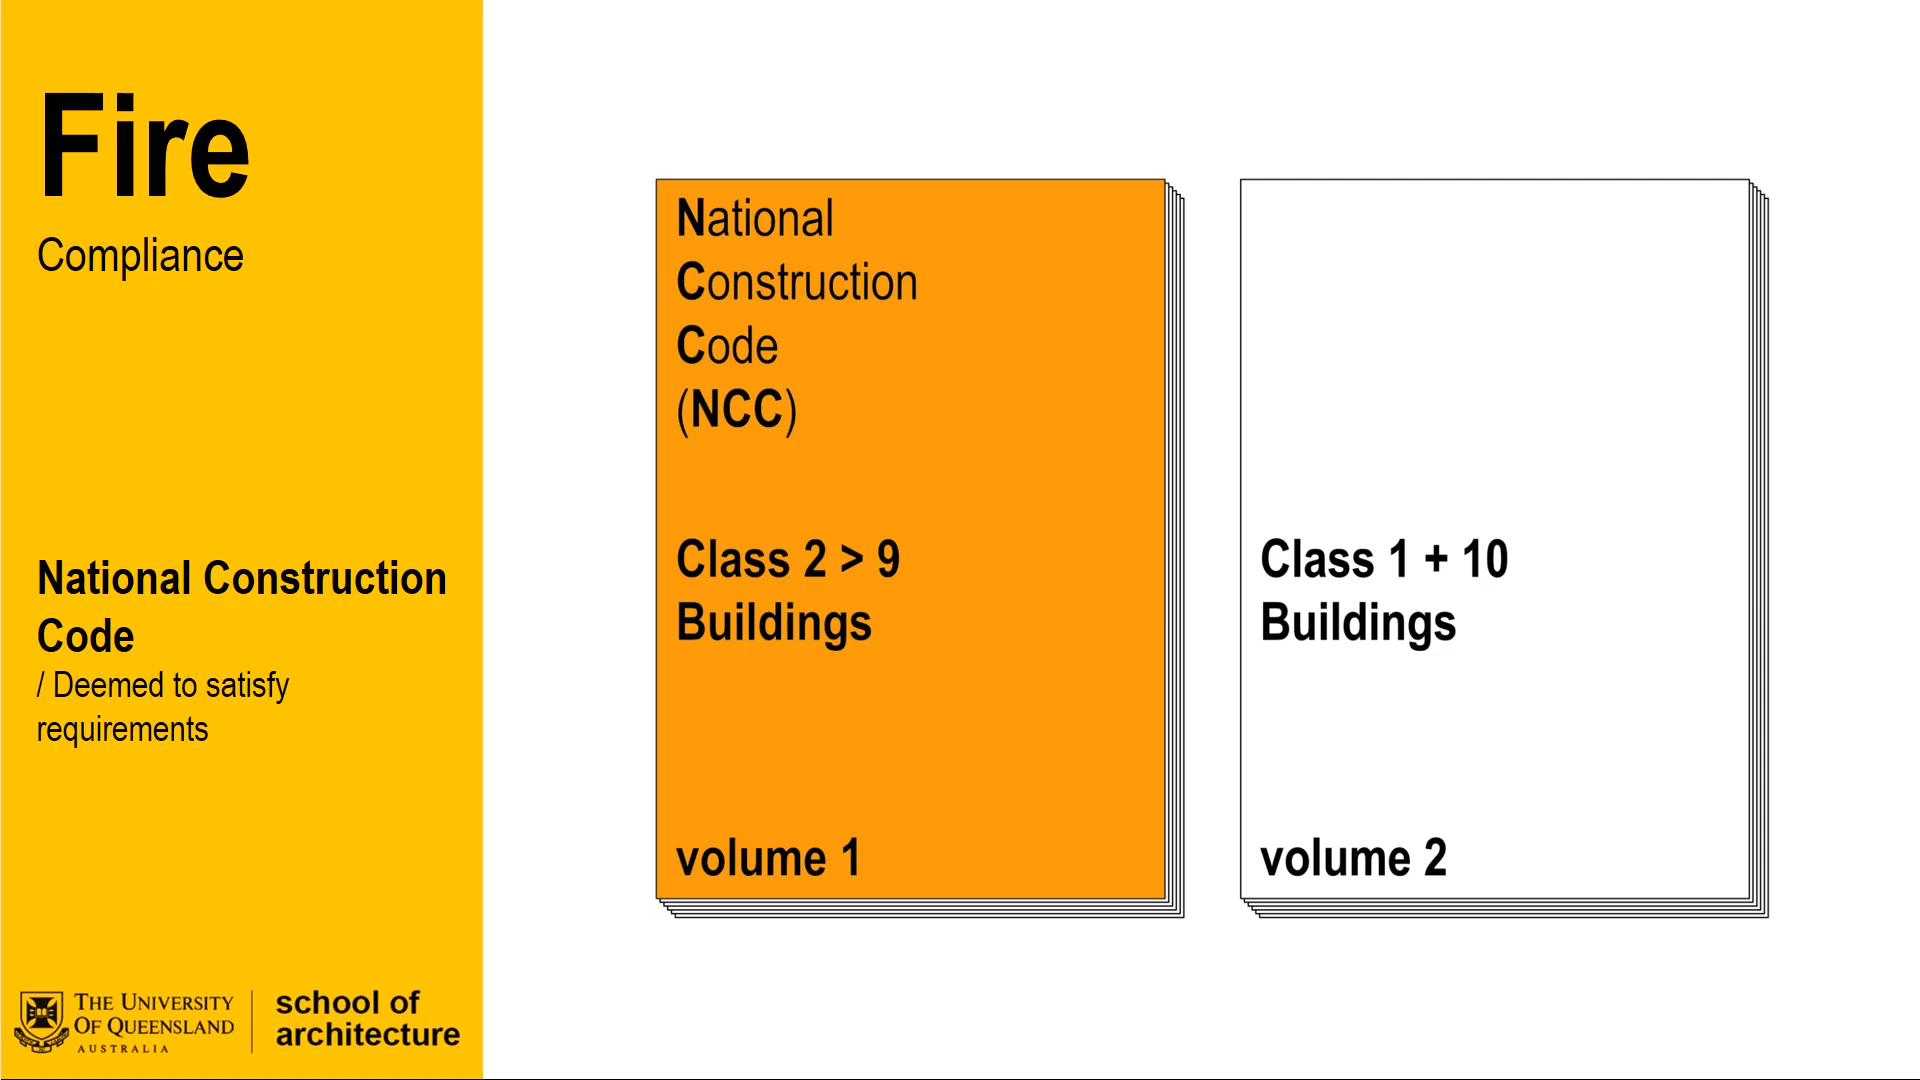 Fire
Compliance
National Construction
Code
/ Deemed to satisfy
requirements
THE UNIVERSITY
OF QUEENSLAND
AUSTRALIA
school of
architecture
National
Construction
Code
(NCC)
Class 2 > 9
Buildings
volume 1
Class 1 + 10
Buildings
volume 2